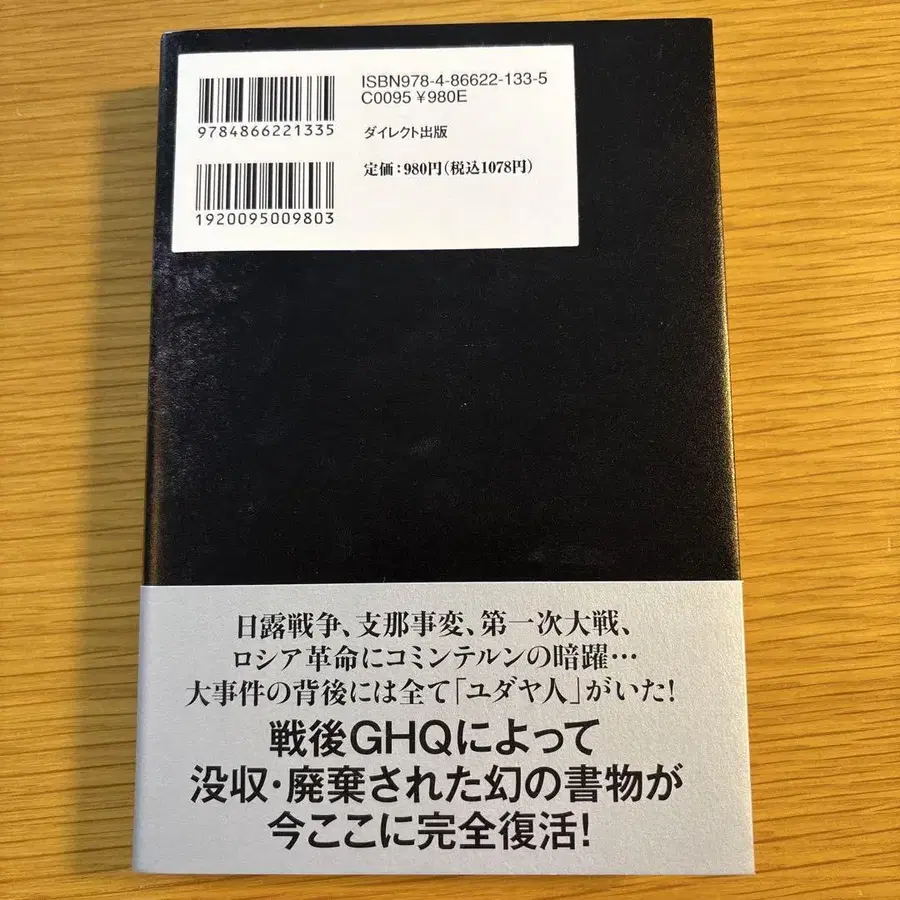 ISBN978-4-86622-133-5
C0095 ¥980E
9784866221335
ダイレクト出版
定価：980円（税込1078円）
1920095009803
日露戦争、支那事変、第一次大戦、
ロシア革命にコミンテルンの暗躍…
大事件の背後には全て「ユダヤ人」がいた！
戦後GHQによって
没収・廃棄された幻の書物が
今ここに完全復活！